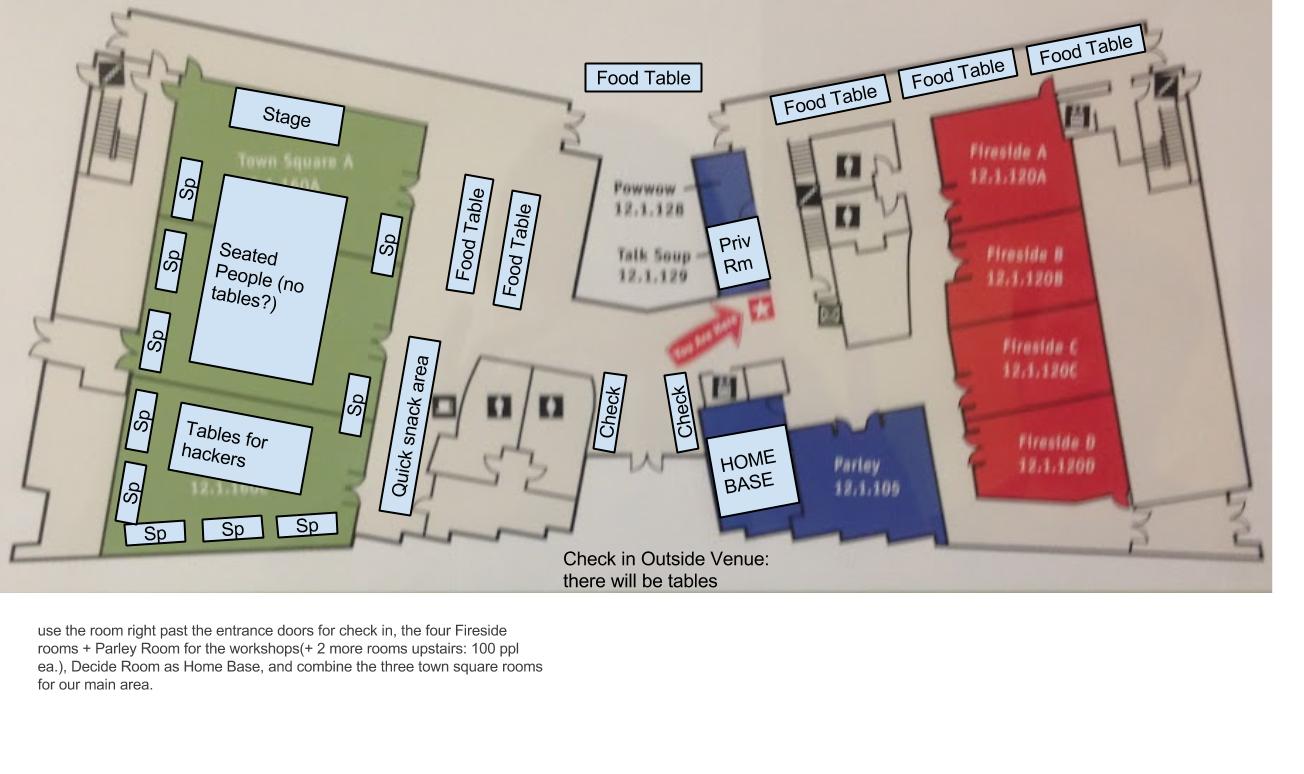 Food Table
Food Table
Food Table
Food Table
Stage
Town Square A
Sp
Sp
Sp
Sp
Sp
Sp
Sp
Sp
Sp
Sp
Seated
People (no
tables?)
Tables for
hackers
Food Table
Food Table
Quick snack area
Powwow
12.1.128
Talk Soup
12.1.129
Priv
Rm
You Are Here
Check
Check
HOME
BASE
Parley
12.1.105
Fireside A
12.1.120A
Fireside B
12.1.120B
Fireside C
12.1.120C
Fireside D
12.1.120D
Check in Outside Venue:
there will be tables
use the room right past the entrance doors for check in, the four Fireside
rooms + Parley Room for the workshops(+ 2 more rooms upstairs: 100 ppl
ea.), Decide Room as Home Base, and combine the three town square rooms
for our main area.